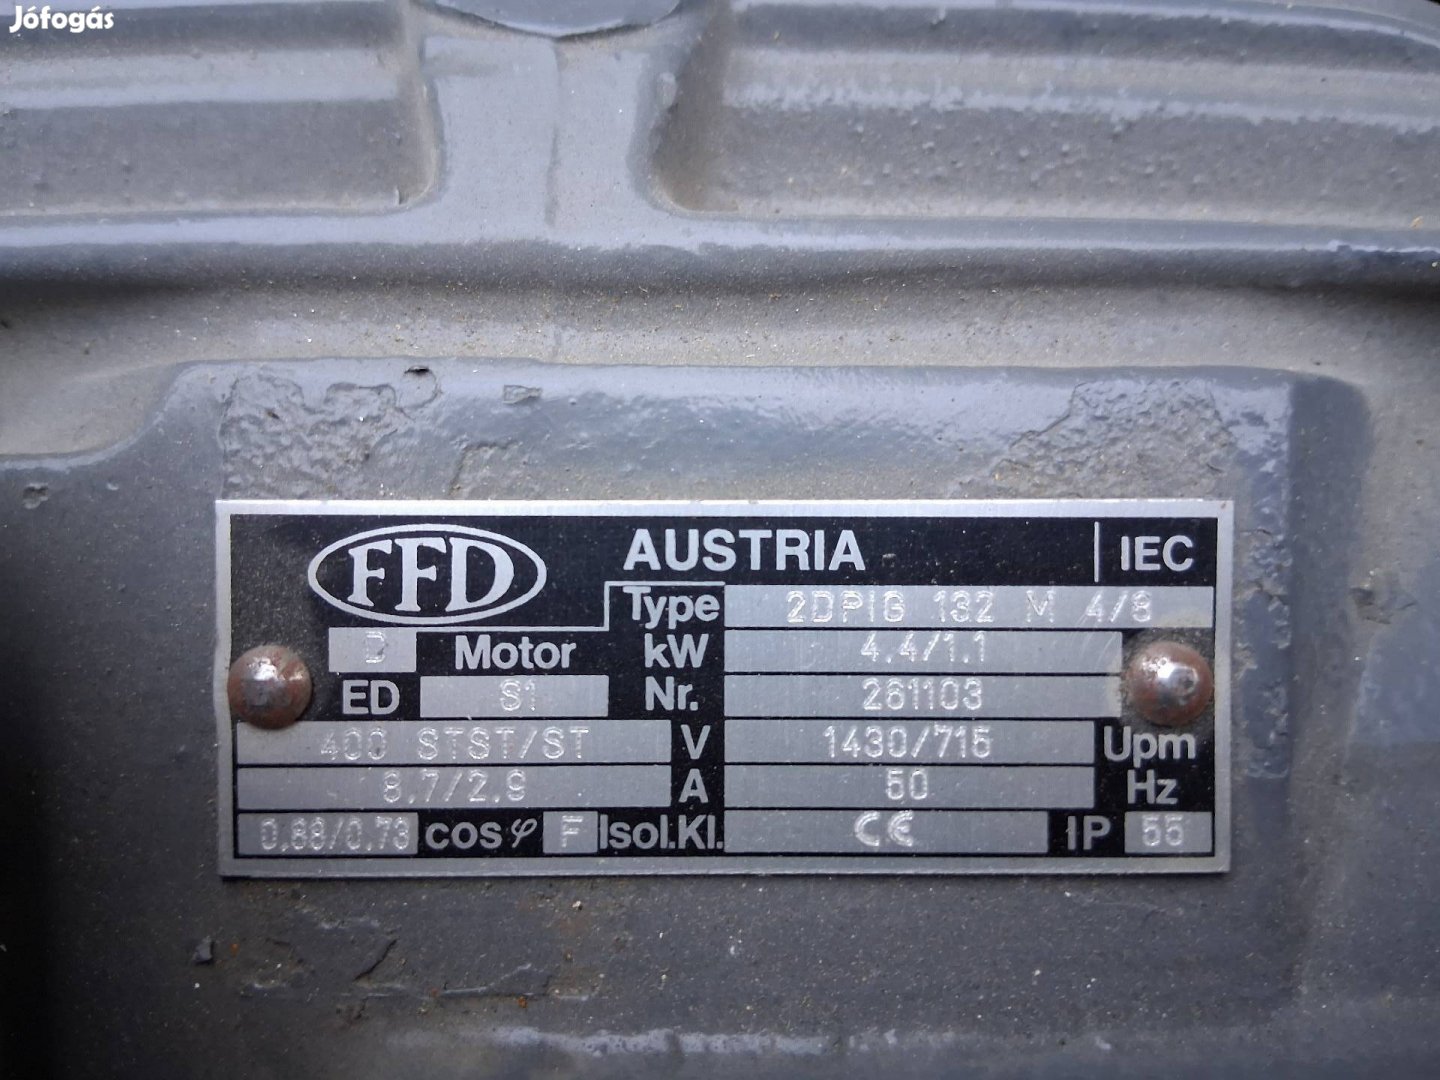 Jófogás
FFD AUSTRIA IEC
Type 2DPIG 132 M 4/8
D Motor kW 4.4/1.1
ED S1 Nr. 261103
400 STST/ST V 1430/715 Upm
8.7/2.9 A 50 Hz
0.88/0.73 cos φ F Isol.Kl. CE IP 55